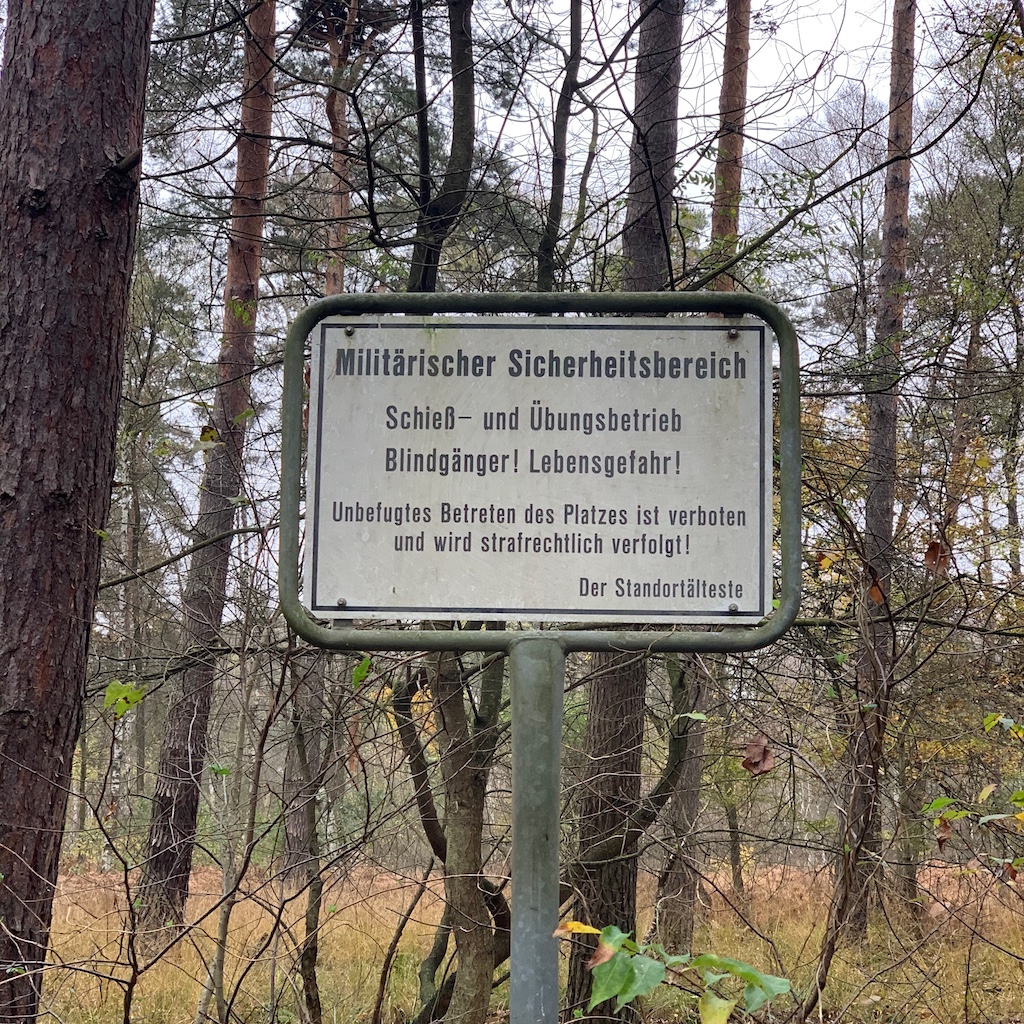 Militärischer Sicherheitsbereich
Schieß- und Übungsbetrieb
Blindgänger! Lebensgefahr!
Unbefugtes Betreten des Platzes ist verboten
und wird strafrechtlich verfolgt!
Der Standortälteste